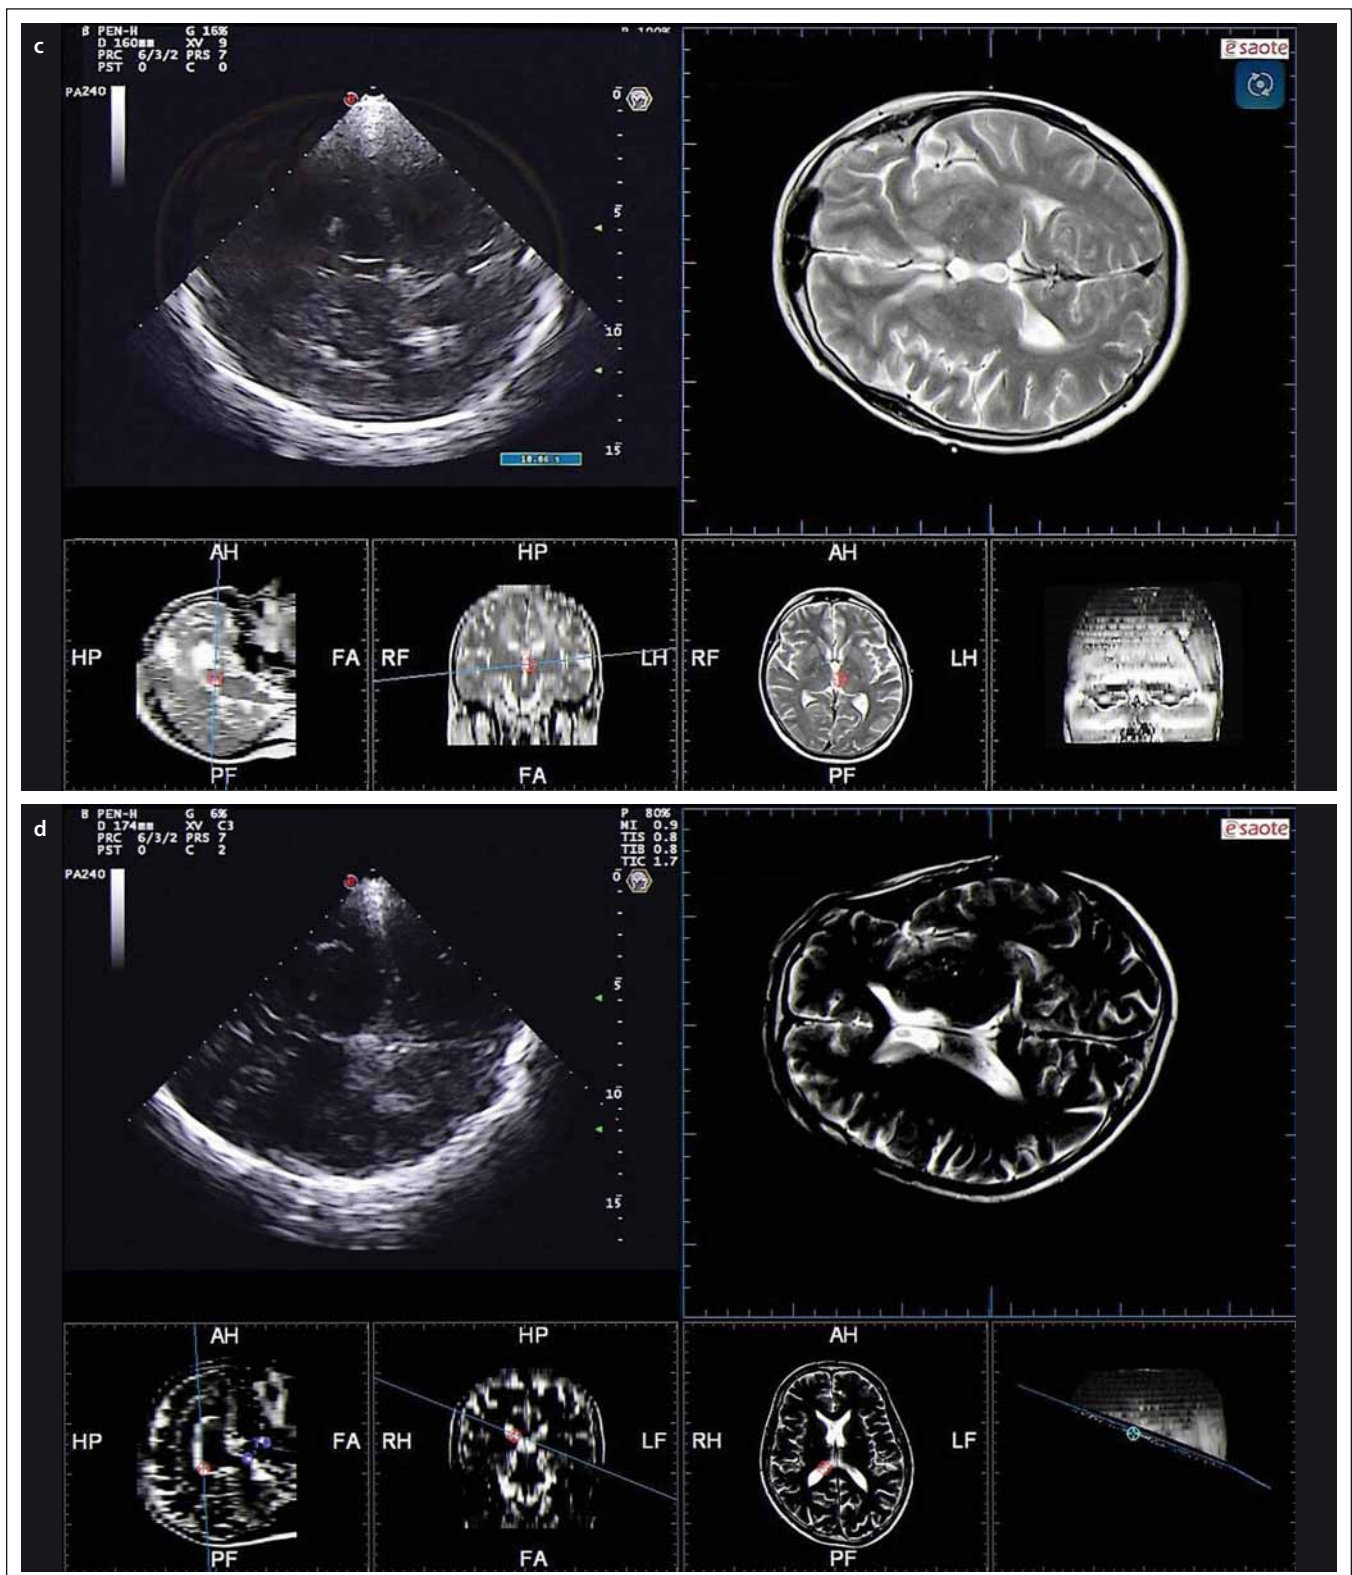 c
B PEN-H G 16%
D 160mm XV 9
PRC 6/3/2 PRS 7
PST 0 C 0
PA240
0
5
10
15
esaote
AH
HP
FA
PF
HP
RF
LH
FA
AH
RF
LH
PF
d
B PEN-H G 6%
D 174mm XV C3
PRC 6/3/2 PRS 7
PST 0 C 2
P 80%
MI 0.9
TIS 0.8
TIB 0.8
TIC 1.7
PA240
0
5
10
15
esaote
AH
HP
FA
PF
HP
RH
LF
FA
AH
RH
LF
PF